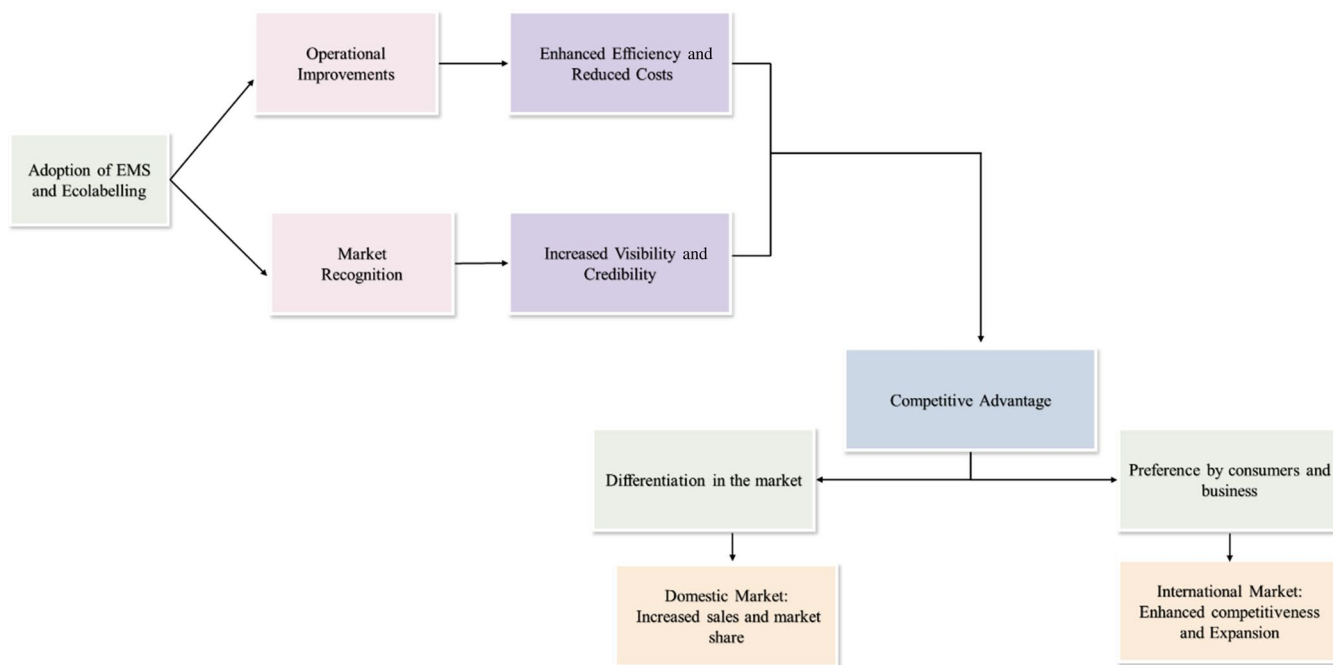 Operational
Improvements
Enhanced Efficiency and
Reduced Costs
Adoption of EMS
and Ecolabelling
Market
Recognition
Increased Visibility and
Credibility
Competitive Advantage
Differentiation in the market
Preference by consumers and
business
Domestic Market:
Increased sales and market
share
International Market:
Enhanced competitiveness
and Expansion